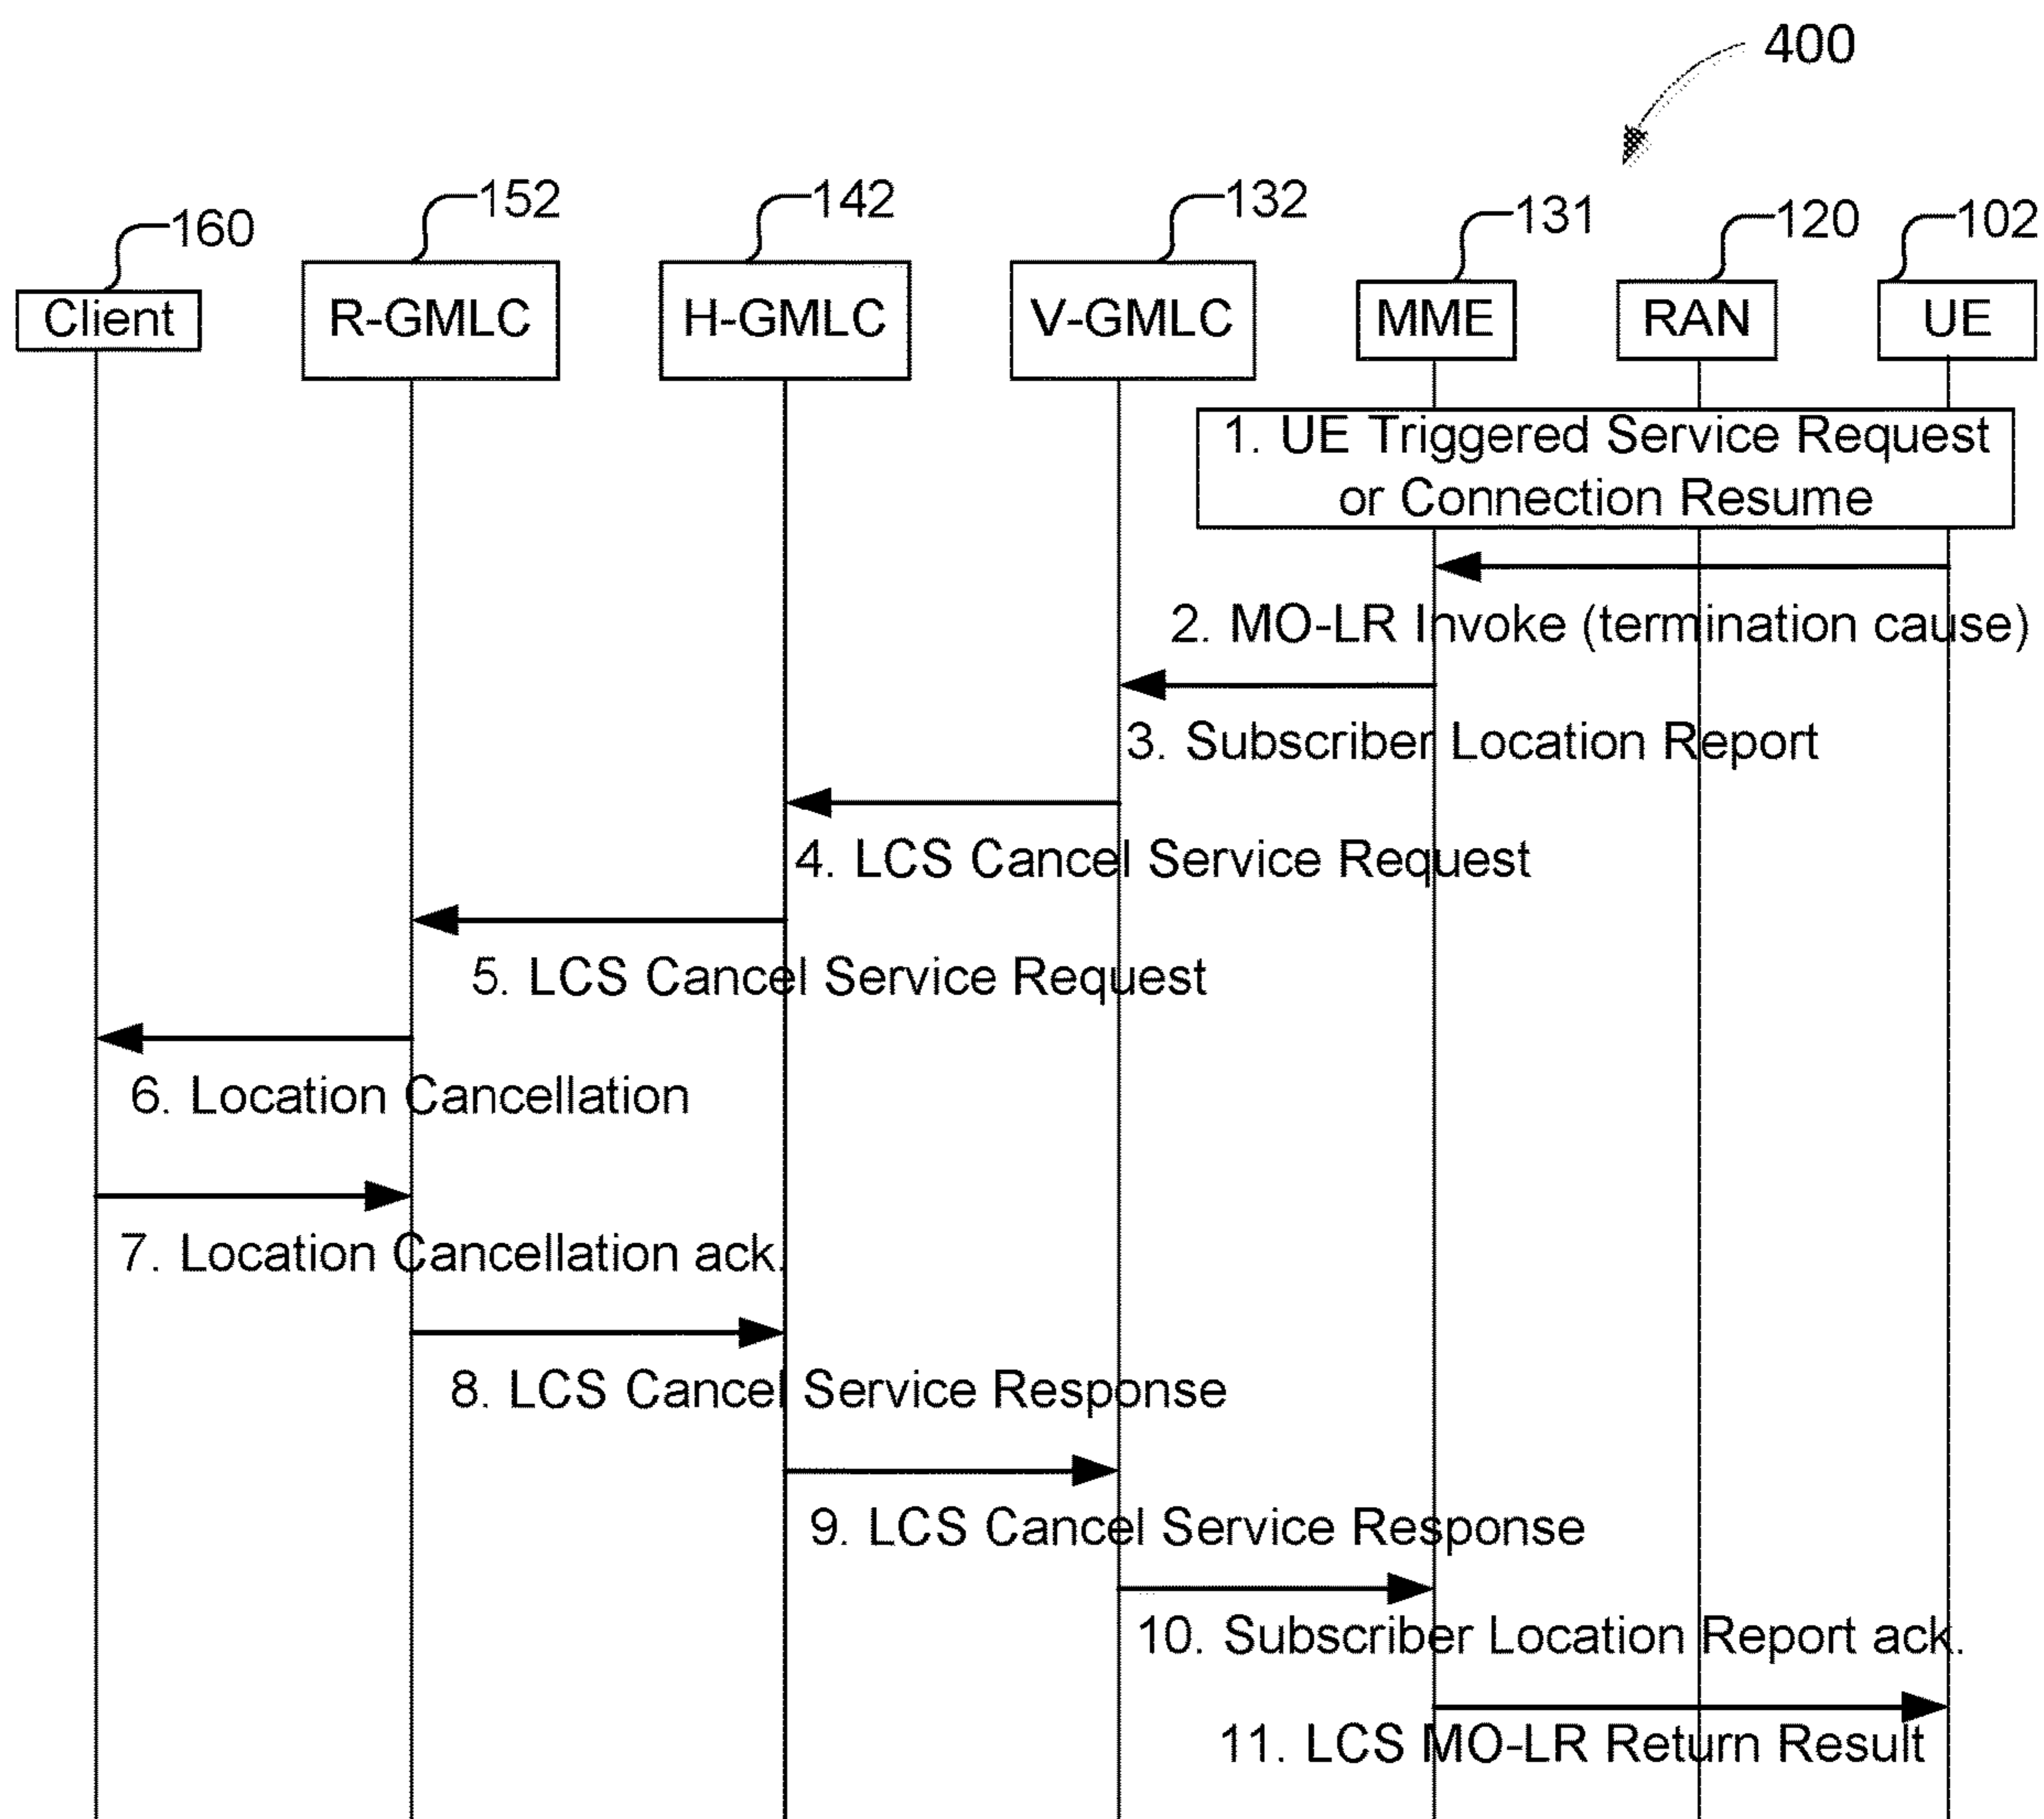 400
160
152
142
132
131
120
102
Client
R-GMLC
H-GMLC
V-GMLC
MME
RAN
UE
1. UE Triggered Service Request
or Connection Resume
2. MO-LR Invoke (termination cause)
3. Subscriber Location Report
4. LCS Cancel Service Request
5. LCS Cancel Service Request
6. Location Cancellation
7. Location Cancellation ack.
8. LCS Cancel Service Response
9. LCS Cancel Service Response
10. Subscriber Location Report ack.
11. LCS MO-LR Return Result